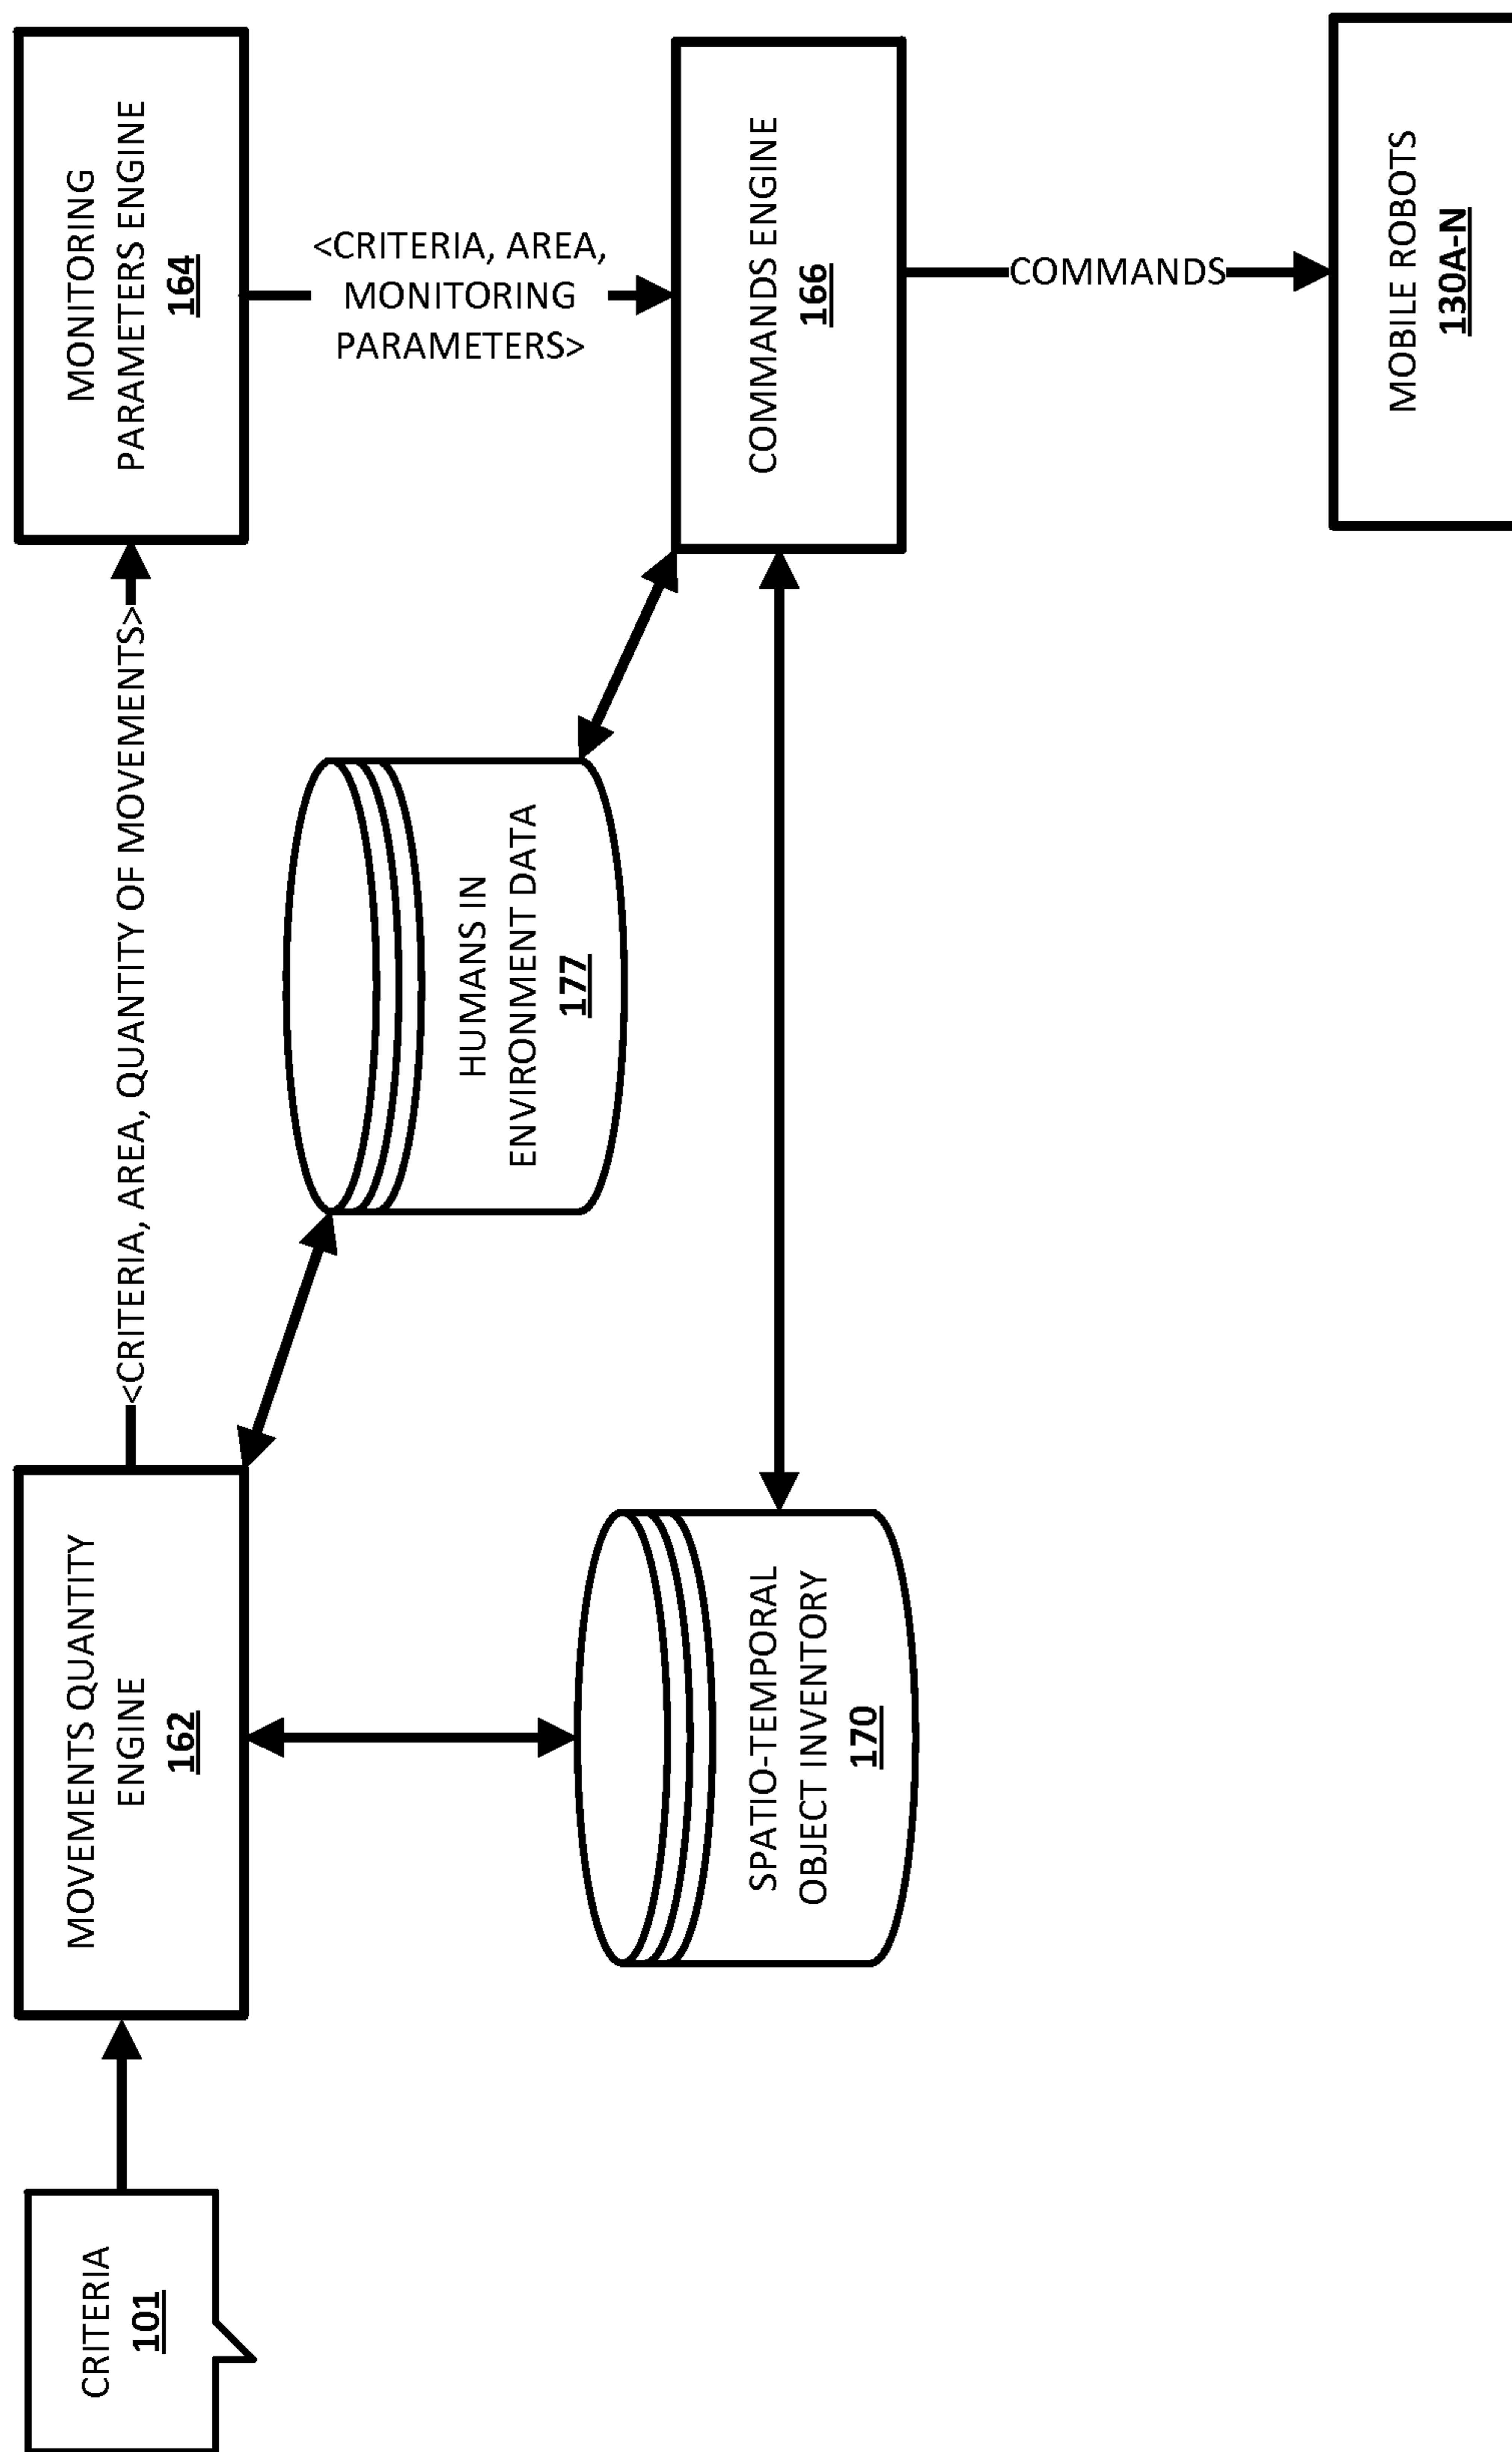 CRITERIA
101
MOVEMENTS QUANTITY
ENGINE
162
<CRITERIA, AREA, QUANTITY OF MOVEMENTS>
MONITORING
PARAMETERS ENGINE
164
<CRITERIA, AREA,
MONITORING
PARAMETERS>
HUMANS IN
ENVIRONMENT DATA
177
SPATIO-TEMPORAL
OBJECT INVENTORY
170
COMMANDS ENGINE
166
COMMANDS
MOBILE ROBOTS
130A-N